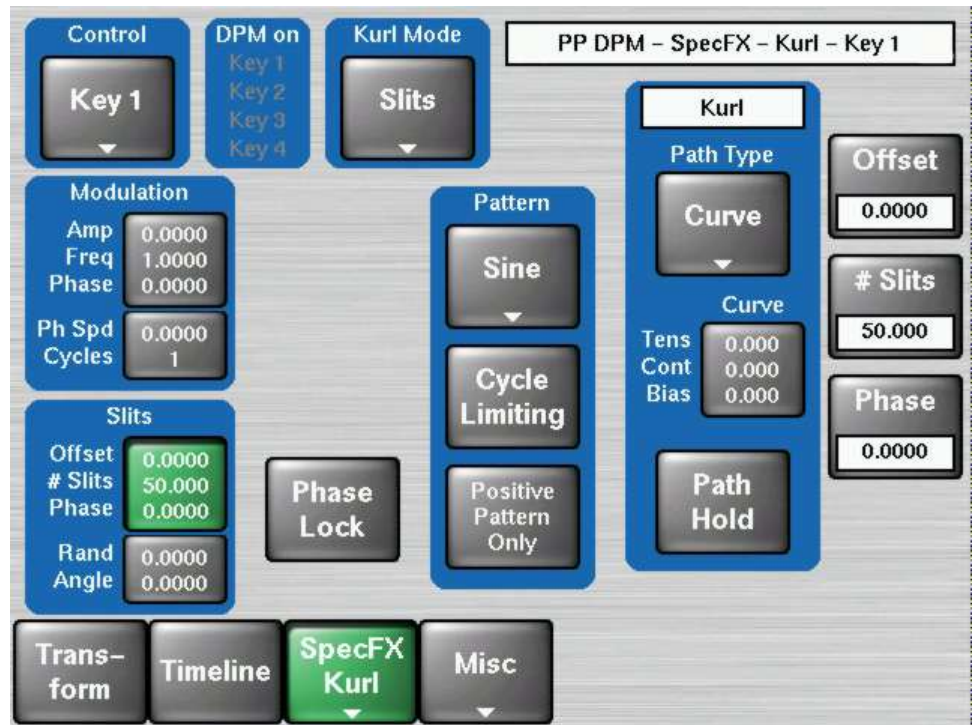 Control
Key 1
DPM on
Key 1
Key 2
Key 3
Key 4
Kurl Mode
Slits
PP DPM – SpecFX – Kurl – Key 1
Modulation
Amp 0.0000
Freq 1.0000
Phase 0.0000
Ph Spd 0.0000
Cycles 1
Slits
Offset 0.0000
# Slits 50.000
Phase 0.0000
Rand 0.0000
Angle 0.0000
Phase
Lock
Pattern
Sine
Cycle
Limiting
Positive
Pattern
Only
Kurl
Path Type
Curve
Curve
Tens 0.000
Cont 0.000
Bias 0.000
Path
Hold
Offset
0.0000
# Slits
50.000
Phase
0.0000
Trans–
form
Timeline
SpecFX
Kurl
Misc